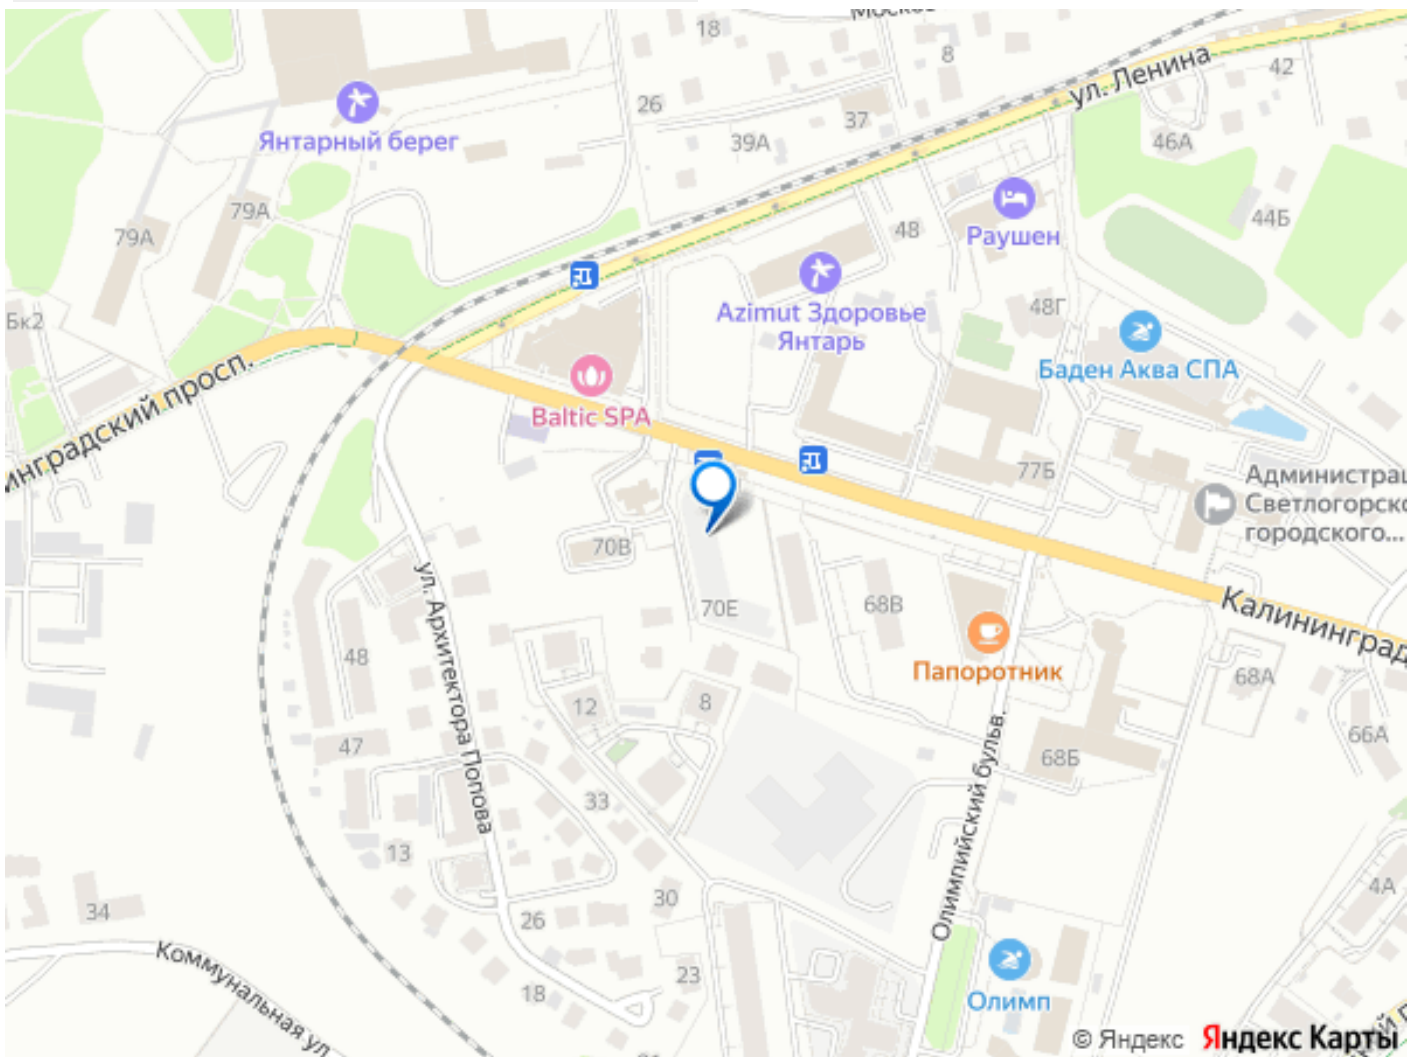 18
8
ул. Ленина
42
26
37
39А
46А
Янтарный берег
79А
79А
44Б
48
Раушен
48Г
Azimut Здоровье
Янтарь
Баден Аква СПА
Baltic SPA
77Б
Администрац
Светлогорско
городского...
70В
70Е
68В
ул. Архитектора Попова
48
Папоротник
68А
12
8
47
68Б
66А
Олимпийский бульв.
33
13
4А
34
30
26
Коммунальная ул
23
18
Олимп
© Яндекс Яндекс Карты